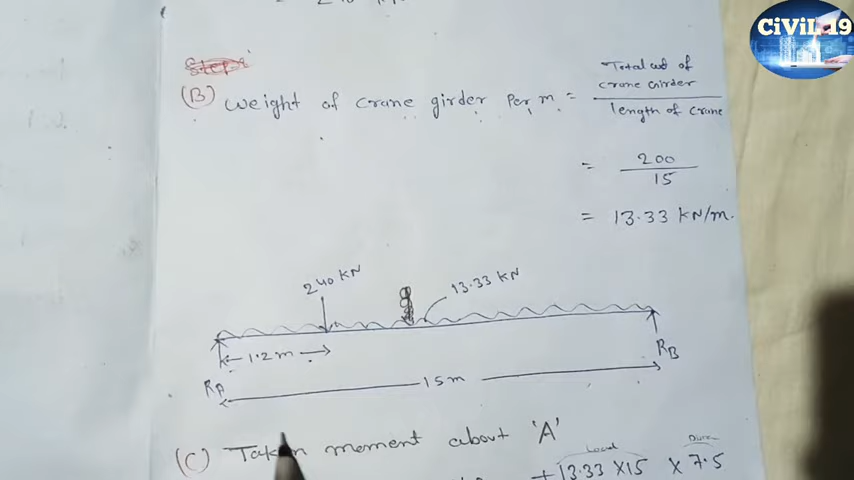 CiViL 19
Step:
(B) Weight of crane girder Per m = Total wt of crane Girder / length of crane
= 200 / 15
= 13.33 KN/m.
240 KN
13.33 KN
1.2 m
RA
RB
15 m
(C) Taken moment about 'A'
Load
+ 13.33 X 15 X 7.5